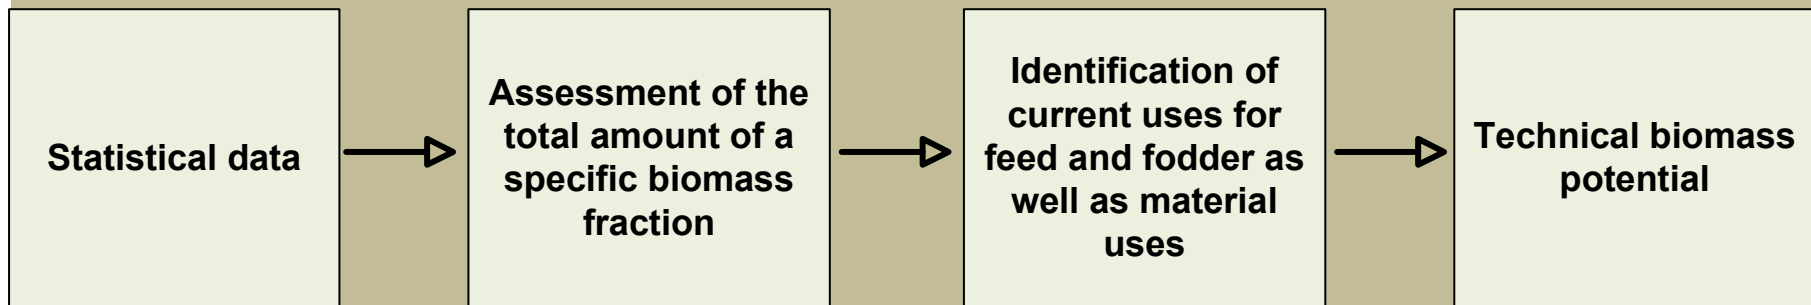 Statistical data
Assessment of the
total amount of a
specific biomass
fraction
Identification of
current uses for
feed and fodder as
well as material
uses
Technical biomass
potential